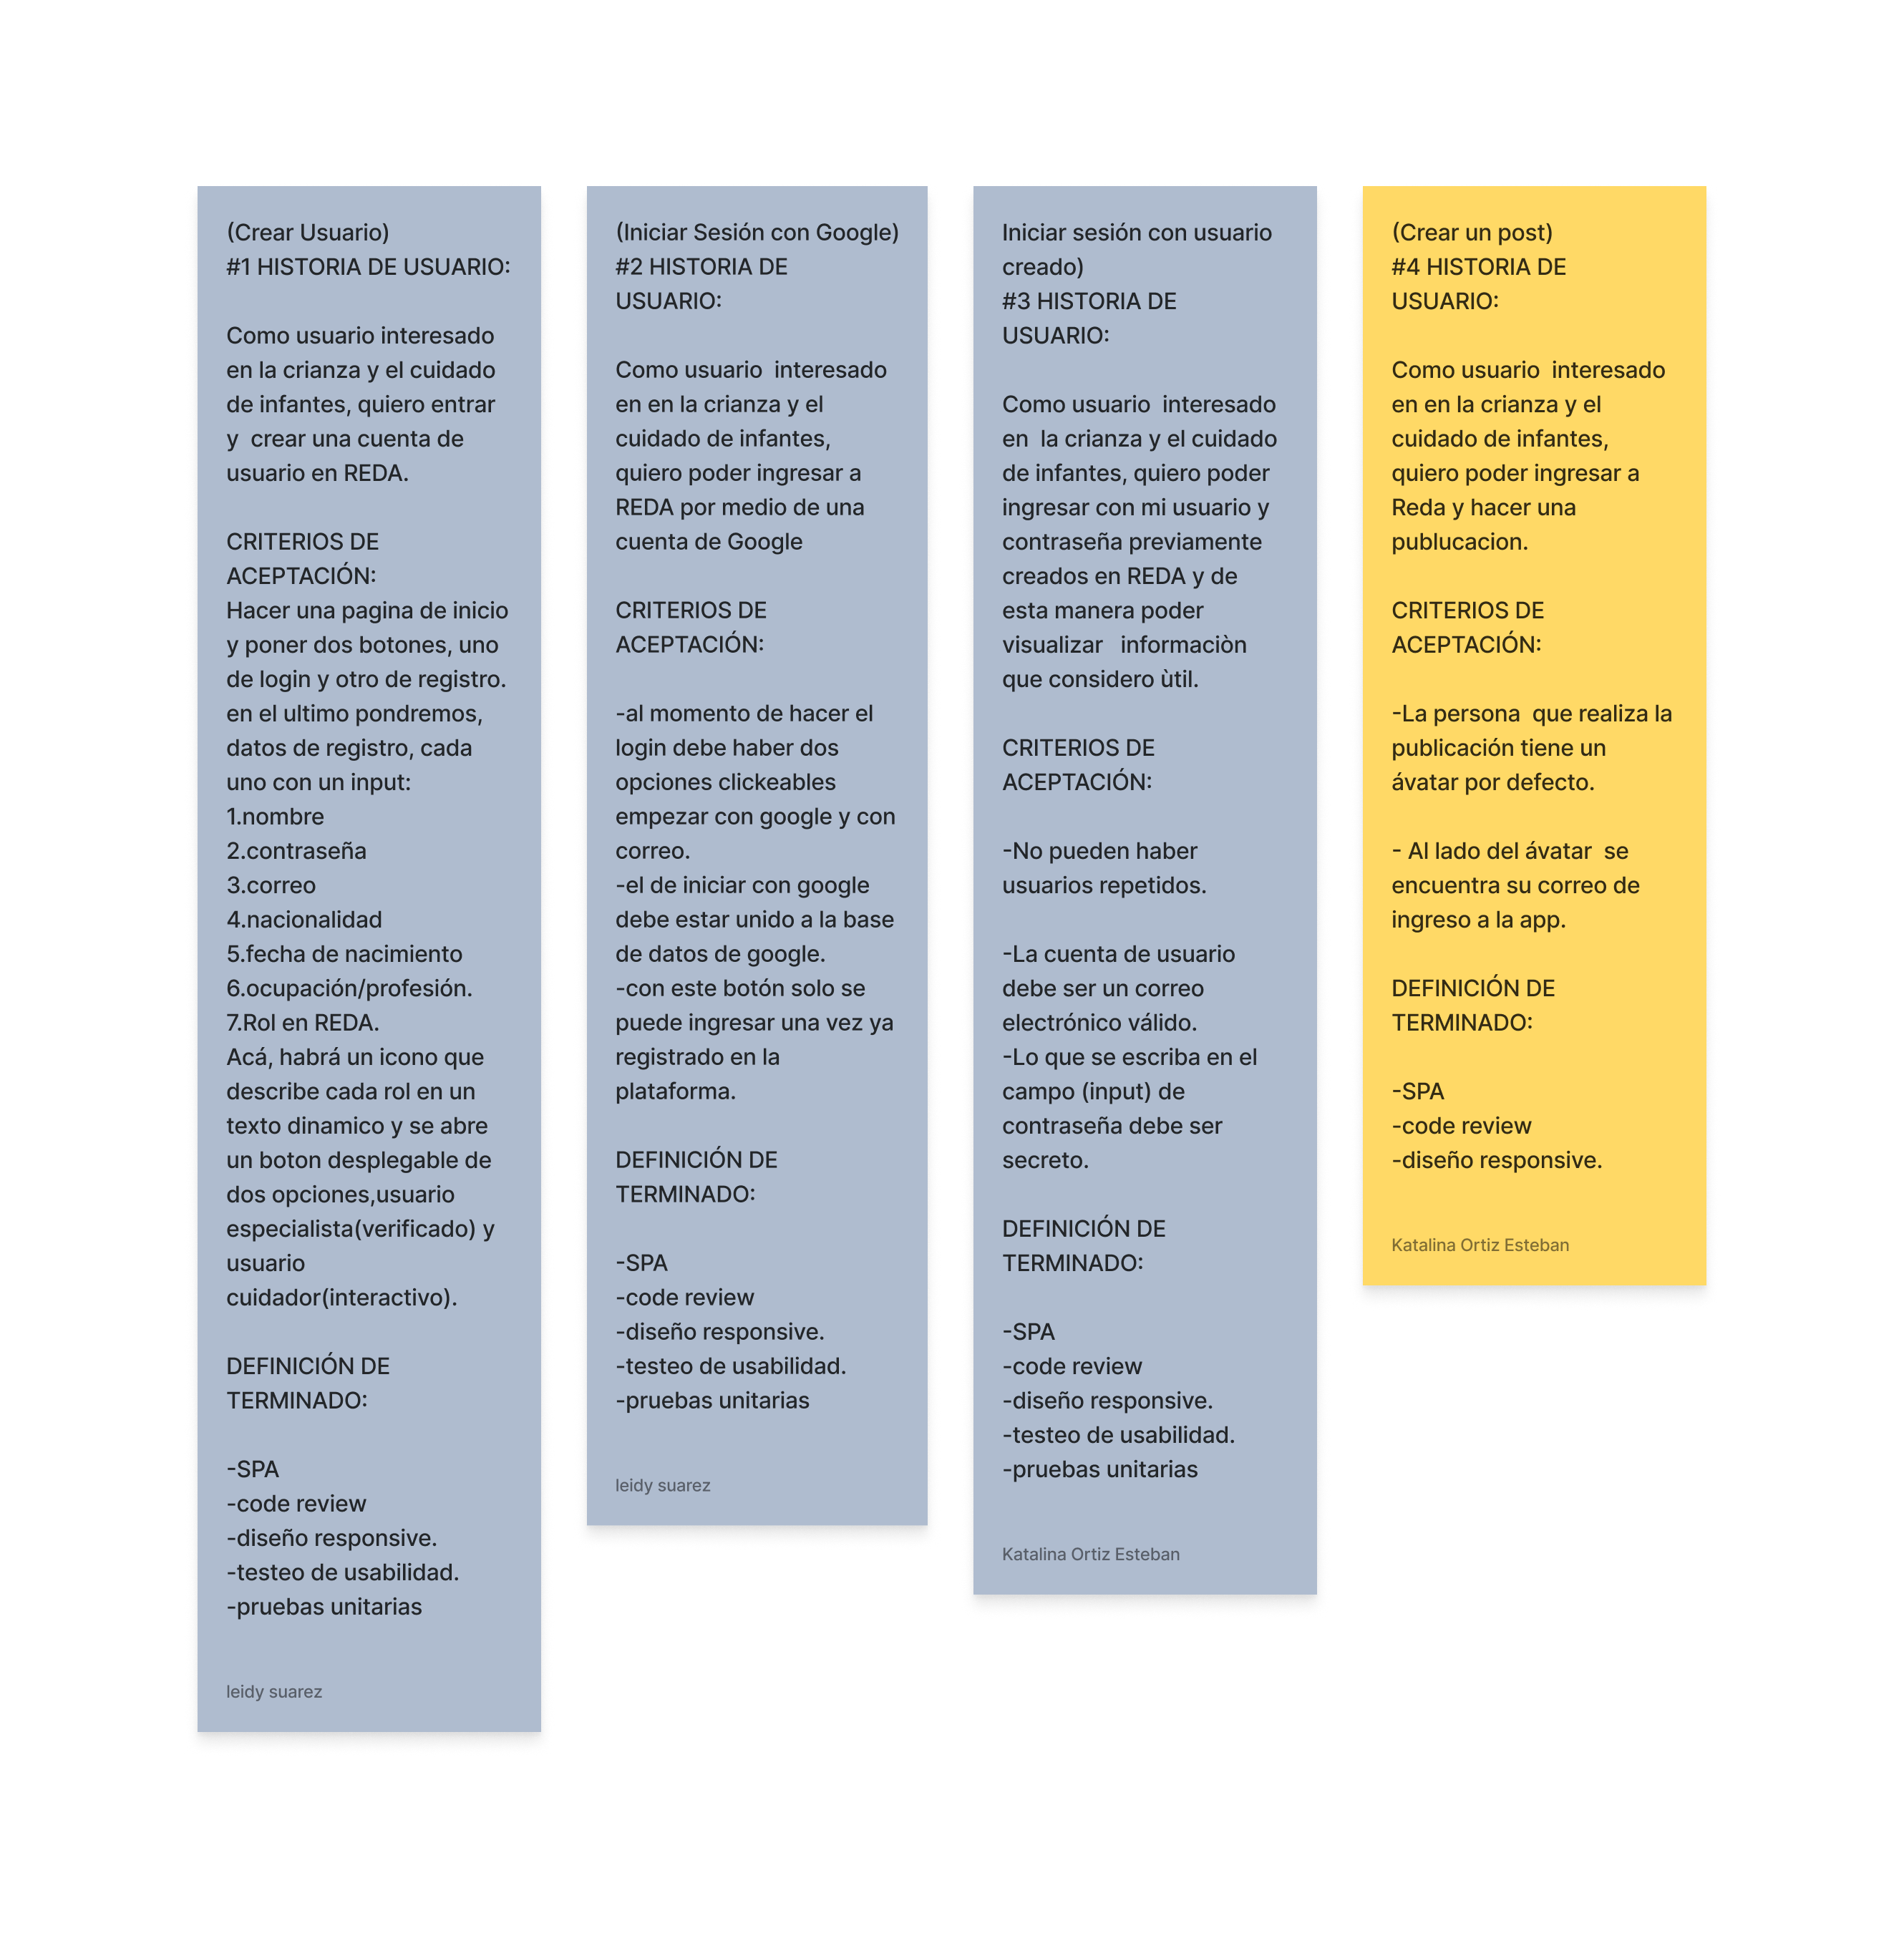 (Crear Usuario)
#1 HISTORIA DE USUARIO:
Como usuario interesado
en la crianza y el cuidado
de infantes, quiero entrar
y  crear una cuenta de
usuario en REDA.
CRITERIOS DE
ACEPTACIÓN:
Hacer una pagina de inicio
y poner dos botones, uno
de login y otro de registro.
en el ultimo pondremos,
datos de registro, cada
uno con un input:
1.nombre
2.contraseña
3.correo
4.nacionalidad
5.fecha de nacimiento
6.ocupación/profesión.
7.Rol en REDA.
Acá, habrá un icono que
describe cada rol en un
texto dinamico y se abre
un boton desplegable de
dos opciones,usuario
especialista(verificado) y
usuario
cuidador(interactivo).
DEFINICIÓN DE
TERMINADO:
-SPA
-code review
-diseño responsive.
-testeo de usabilidad.
-pruebas unitarias
leidy suarez
(Iniciar Sesión con Google)
#2 HISTORIA DE
USUARIO:
Como usuario  interesado
en en la crianza y el
cuidado de infantes,
quiero poder ingresar a
REDA por medio de una
cuenta de Google
CRITERIOS DE
ACEPTACIÓN:
-al momento de hacer el
login debe haber dos
opciones clickeables
empezar con google y con
correo.
-el de iniciar con google
debe estar unido a la base
de datos de google.
-con este botón solo se
puede ingresar una vez ya
registrado en la
plataforma.
DEFINICIÓN DE
TERMINADO:
-SPA
-code review
-diseño responsive.
-testeo de usabilidad.
-pruebas unitarias
leidy suarez
Iniciar sesión con usuario
creado)
#3 HISTORIA DE
USUARIO:
Como usuario  interesado
en  la crianza y el cuidado
de infantes, quiero poder
ingresar con mi usuario y
contraseña previamente
creados en REDA y de
esta manera poder
visualizar   informaciòn
que considero ùtil.
CRITERIOS DE
ACEPTACIÓN:
-No pueden haber
usuarios repetidos.
-La cuenta de usuario
debe ser un correo
electrónico válido.
-Lo que se escriba en el
campo (input) de
contraseña debe ser
secreto.
DEFINICIÓN DE
TERMINADO:
-SPA
-code review
-diseño responsive.
-testeo de usabilidad.
-pruebas unitarias
Katalina Ortiz Esteban
(Crear un post)
#4 HISTORIA DE
USUARIO:
Como usuario  interesado
en en la crianza y el
cuidado de infantes,
quiero poder ingresar a
Reda y hacer una
publucacion.
CRITERIOS DE
ACEPTACIÓN:
-La persona  que realiza la
publicación tiene un
ávatar por defecto.
- Al lado del ávatar  se
encuentra su correo de
ingreso a la app.
DEFINICIÓN DE
TERMINADO:
-SPA
-code review
-diseño responsive.
Katalina Ortiz Esteban